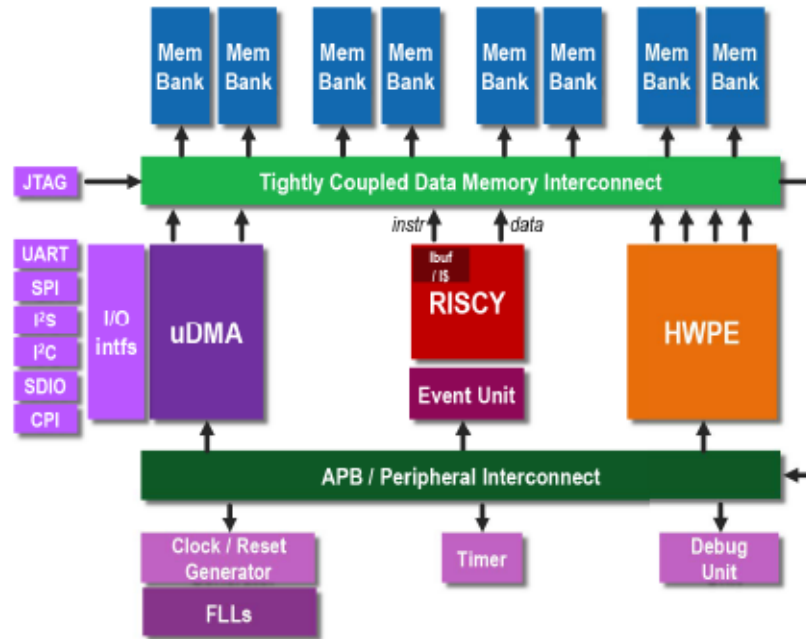 Mem
Bank
Mem
Bank
Mem
Bank
Mem
Bank
Mem
Bank
Mem
Bank
Mem
Bank
Mem
Bank
JTAG
Tightly Coupled Data Memory Interconnect
instr
data
UART
SPI
I²S
I²C
SDIO
CPI
I/O
intfs
uDMA
Ibuf
/ I$
RISCY
Event Unit
HWPE
APB / Peripheral Interconnect
Clock / Reset
Generator
FLLs
Timer
Debug
Unit